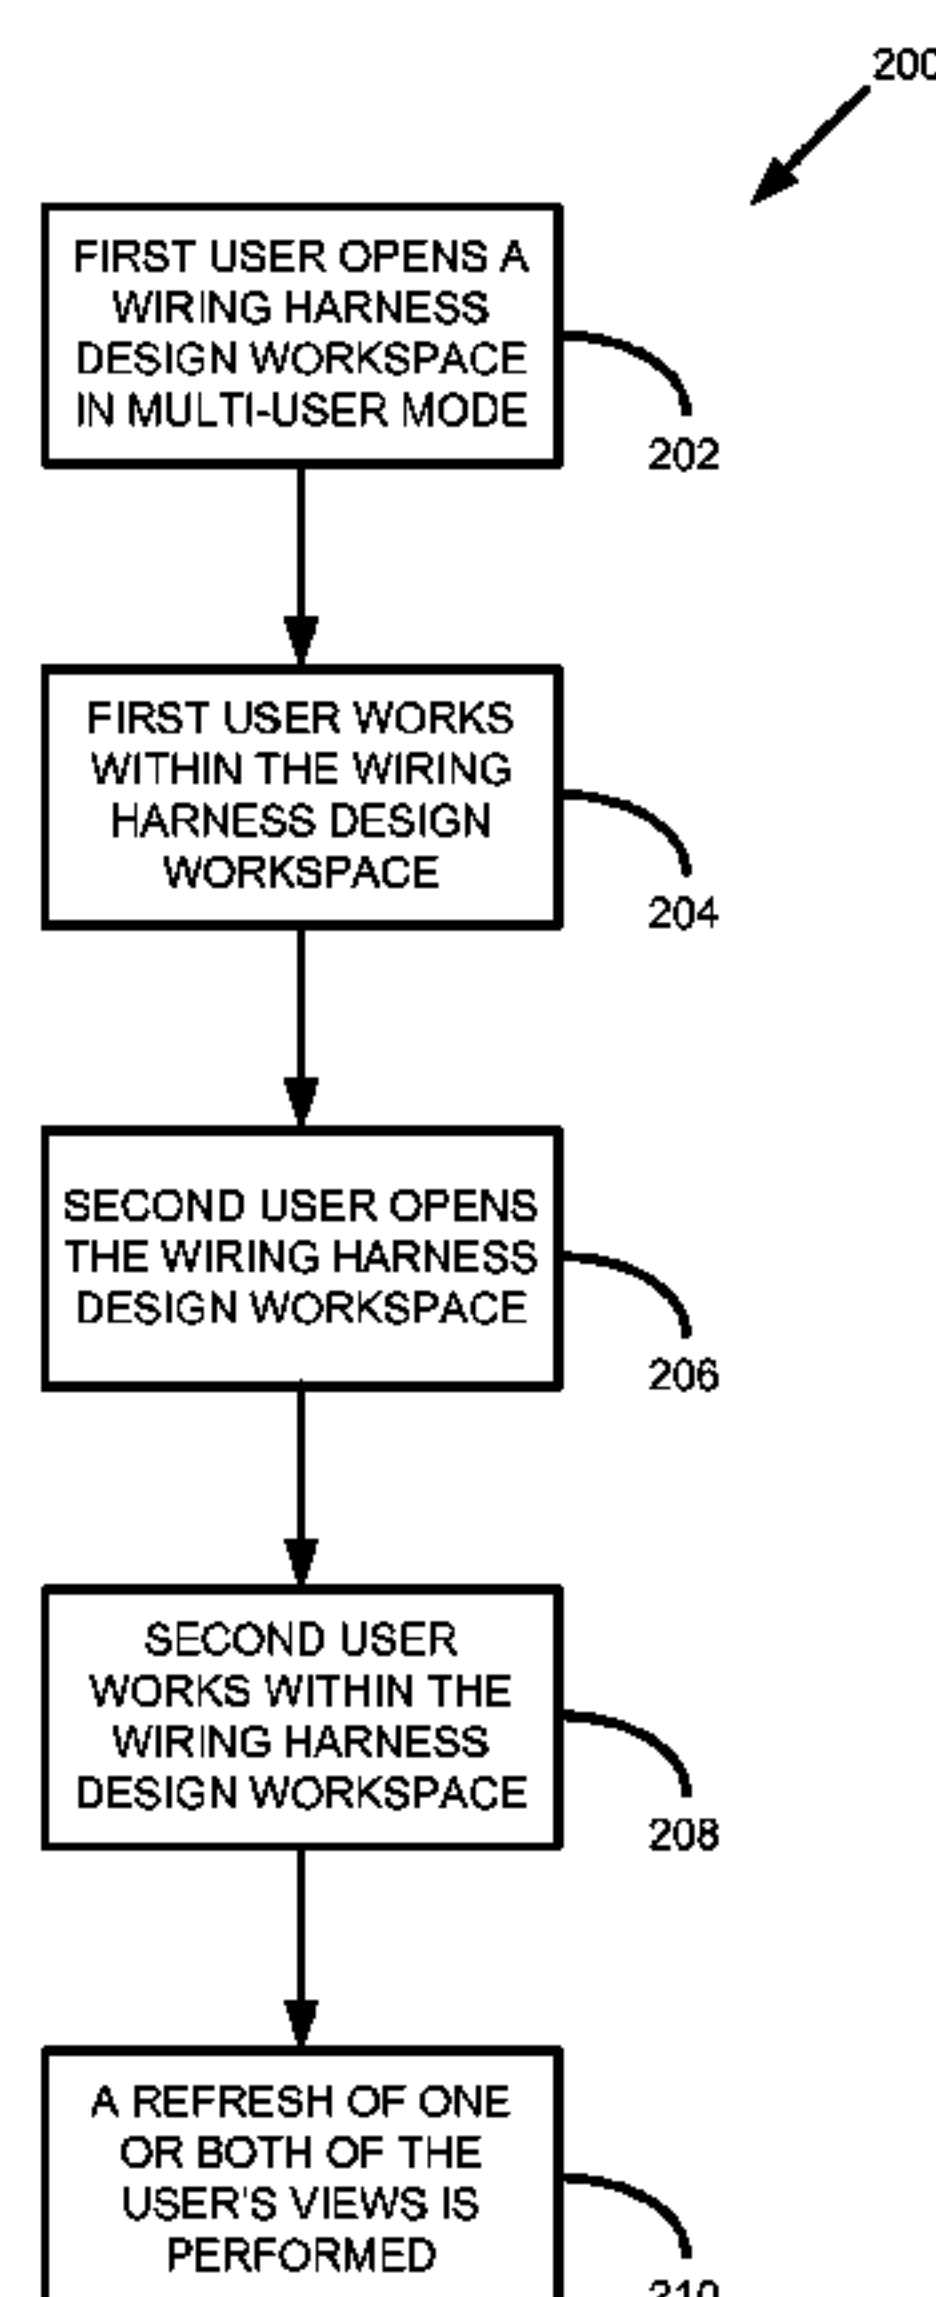 200
FIRST USER OPENS A
WIRING HARNESS
DESIGN WORKSPACE
IN MULTI-USER MODE
202
FIRST USER WORKS
WITHIN THE WIRING
HARNESS DESIGN
WORKSPACE
204
SECOND USER OPENS
THE WIRING HARNESS
DESIGN WORKSPACE
206
SECOND USER
WORKS WITHIN THE
WIRING HARNESS
DESIGN WORKSPACE
208
A REFRESH OF ONE
OR BOTH OF THE
USER'S VIEWS IS
PERFORMED
210